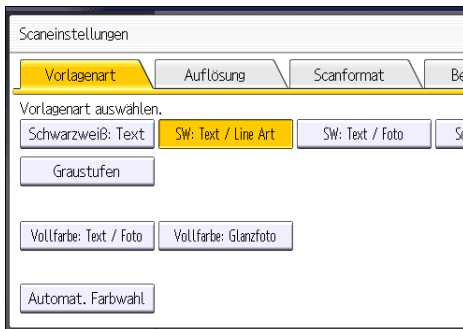 Scaneinstellungen
Vorlagenart Auflösung Scanformat Be
Vorlagenart auswählen.
Schwarzweiß: Text SW: Text / Line Art SW: Text / Foto
Graustufen
Vollfarbe: Text / Foto Vollfarbe: Glanzfoto
Automat. Farbwahl